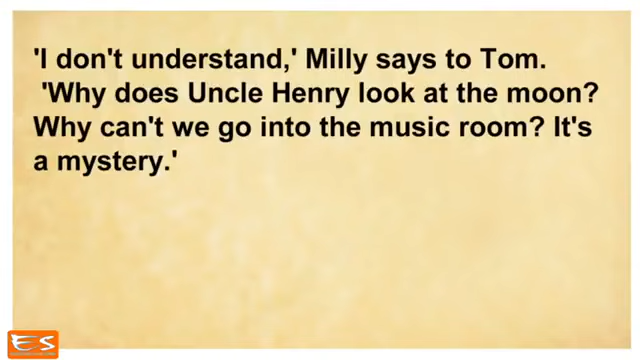 'I don't understand,' Milly says to Tom.
'Why does Uncle Henry look at the moon?
Why can't we go into the music room? It's
a mystery.'
ES